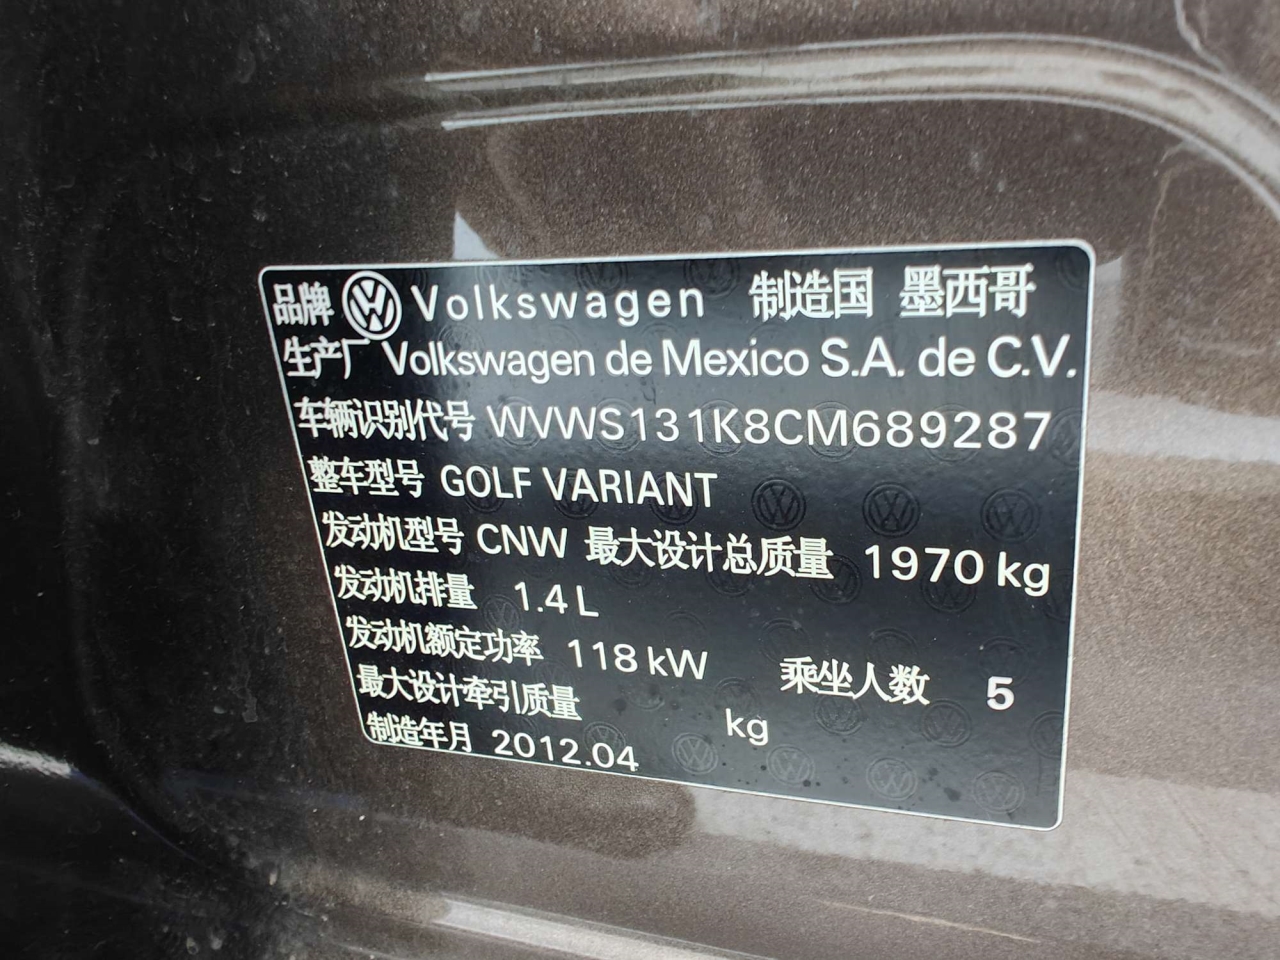 品牌 Volkswagen 制造国 墨西哥
生产厂 Volkswagen de Mexico S.A. de C.V.
车辆识别代号 WVWS131K8CM689287
整车型号 GOLF VARIANT
发动机型号 CNW 最大设计总质量 1970 kg
发动机排量 1.4 L
发动机额定功率 118 kW 乘坐人数 5
最大设计牵引质量 kg
制造年月 2012.04